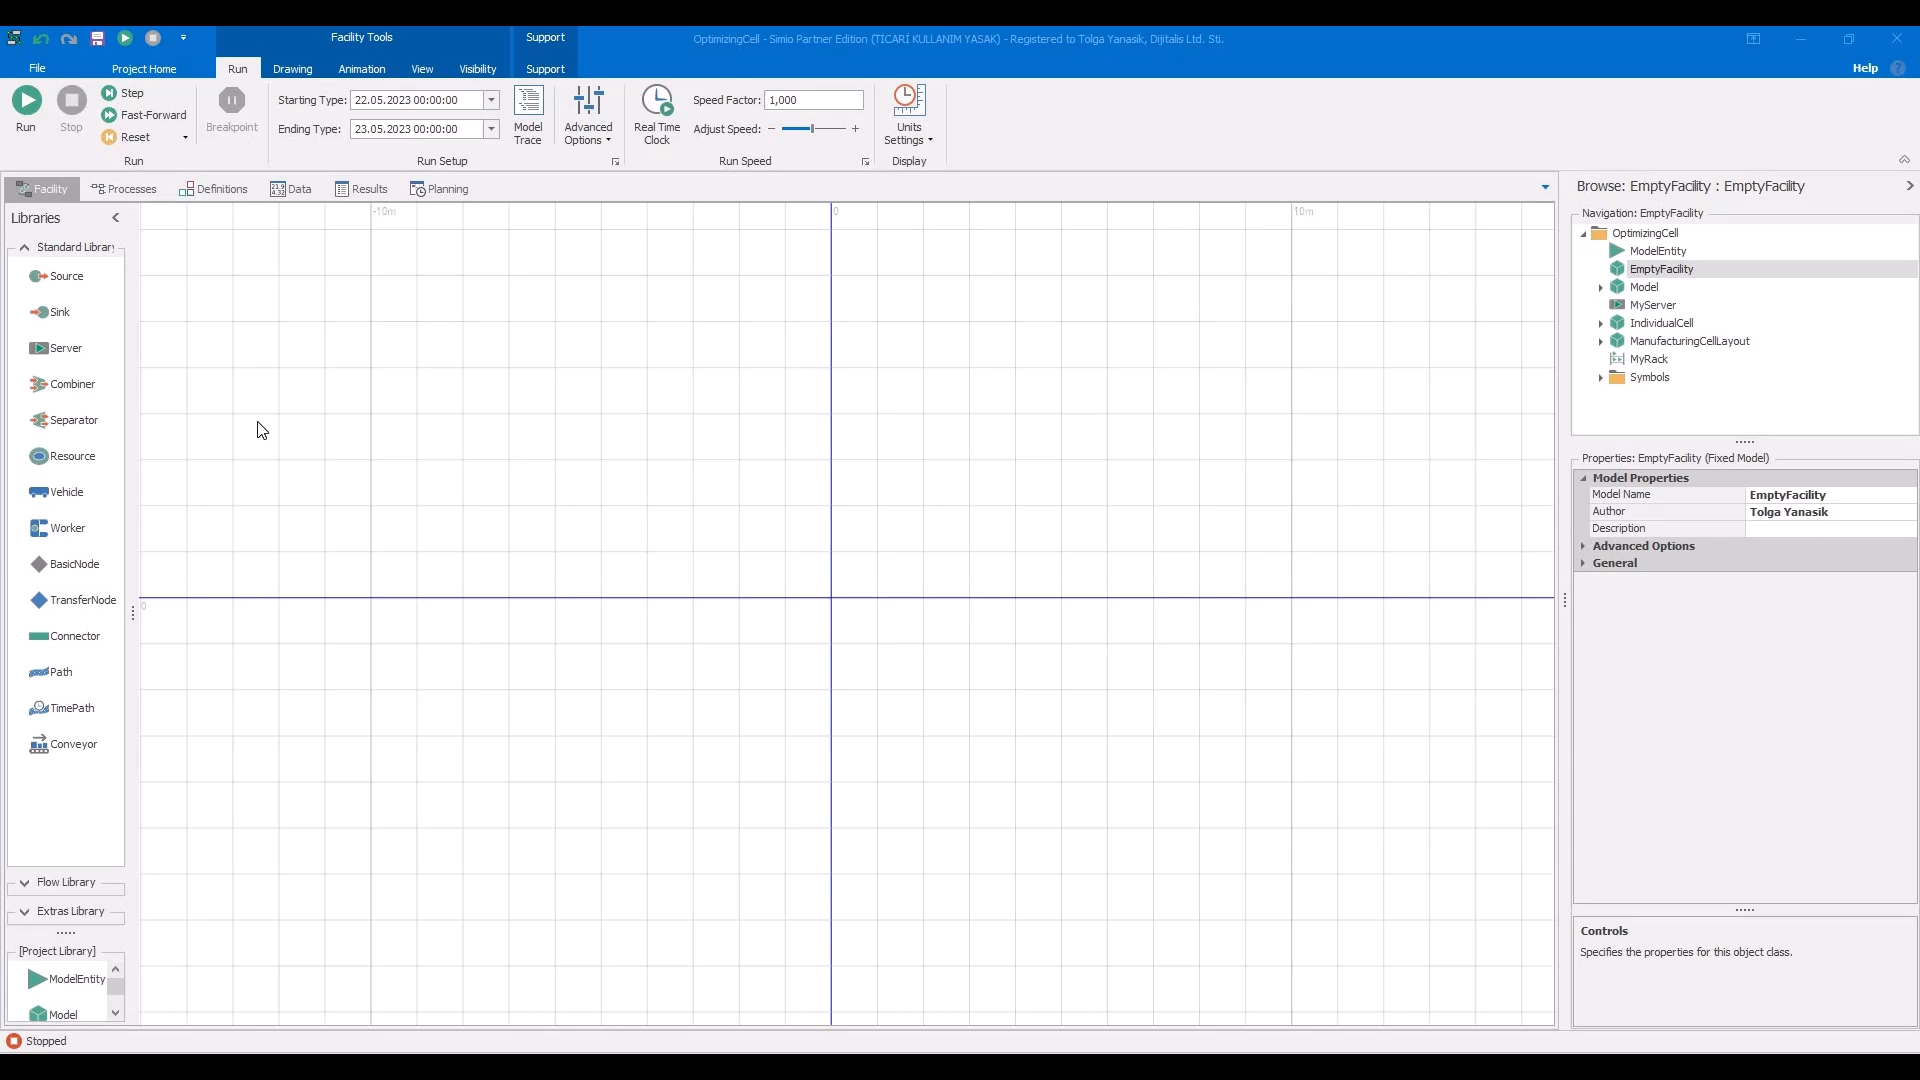 Facility Tools
Support
OptimizingCell - Simio Partner Edition (TİCARİ KULLANIM YASAK) - Registered to Tolga Yanasik, Dijitalis Ltd. Sti.
File
Project Home
Run
Drawing
Animation
View
Visibility
Support
Help
Run
Stop
Step
Fast-Forward
Reset
Breakpoint
Starting Type: 22.05.2023 00:00:00
Ending Type: 23.05.2023 00:00:00
Model Trace
Advanced Options
Real Time Clock
Speed Factor: 1,000
Adjust Speed:
Units Settings
Run
Run Setup
Run Speed
Display
Facility
Processes
Definitions
Data
Results
Planning
Libraries
Standard Library
Source
Sink
Server
Combiner
Separator
Resource
Vehicle
Worker
BasicNode
TransferNode
Connector
Path
TimePath
Conveyor
Flow Library
Extras Library
[Project Library]
ModelEntity
Model
-10m
0
10m
0
Browse: EmptyFacility : EmptyFacility
Navigation: EmptyFacility
OptimizingCell
ModelEntity
EmptyFacility
Model
MyServer
IndividualCell
ManufacturingCellLayout
MyRack
Symbols
Properties: EmptyFacility (Fixed Model)
Model Properties
Model Name EmptyFacility
Author Tolga Yanasik
Description
Advanced Options
General
Controls
Specifies the properties for this object class.
Stopped